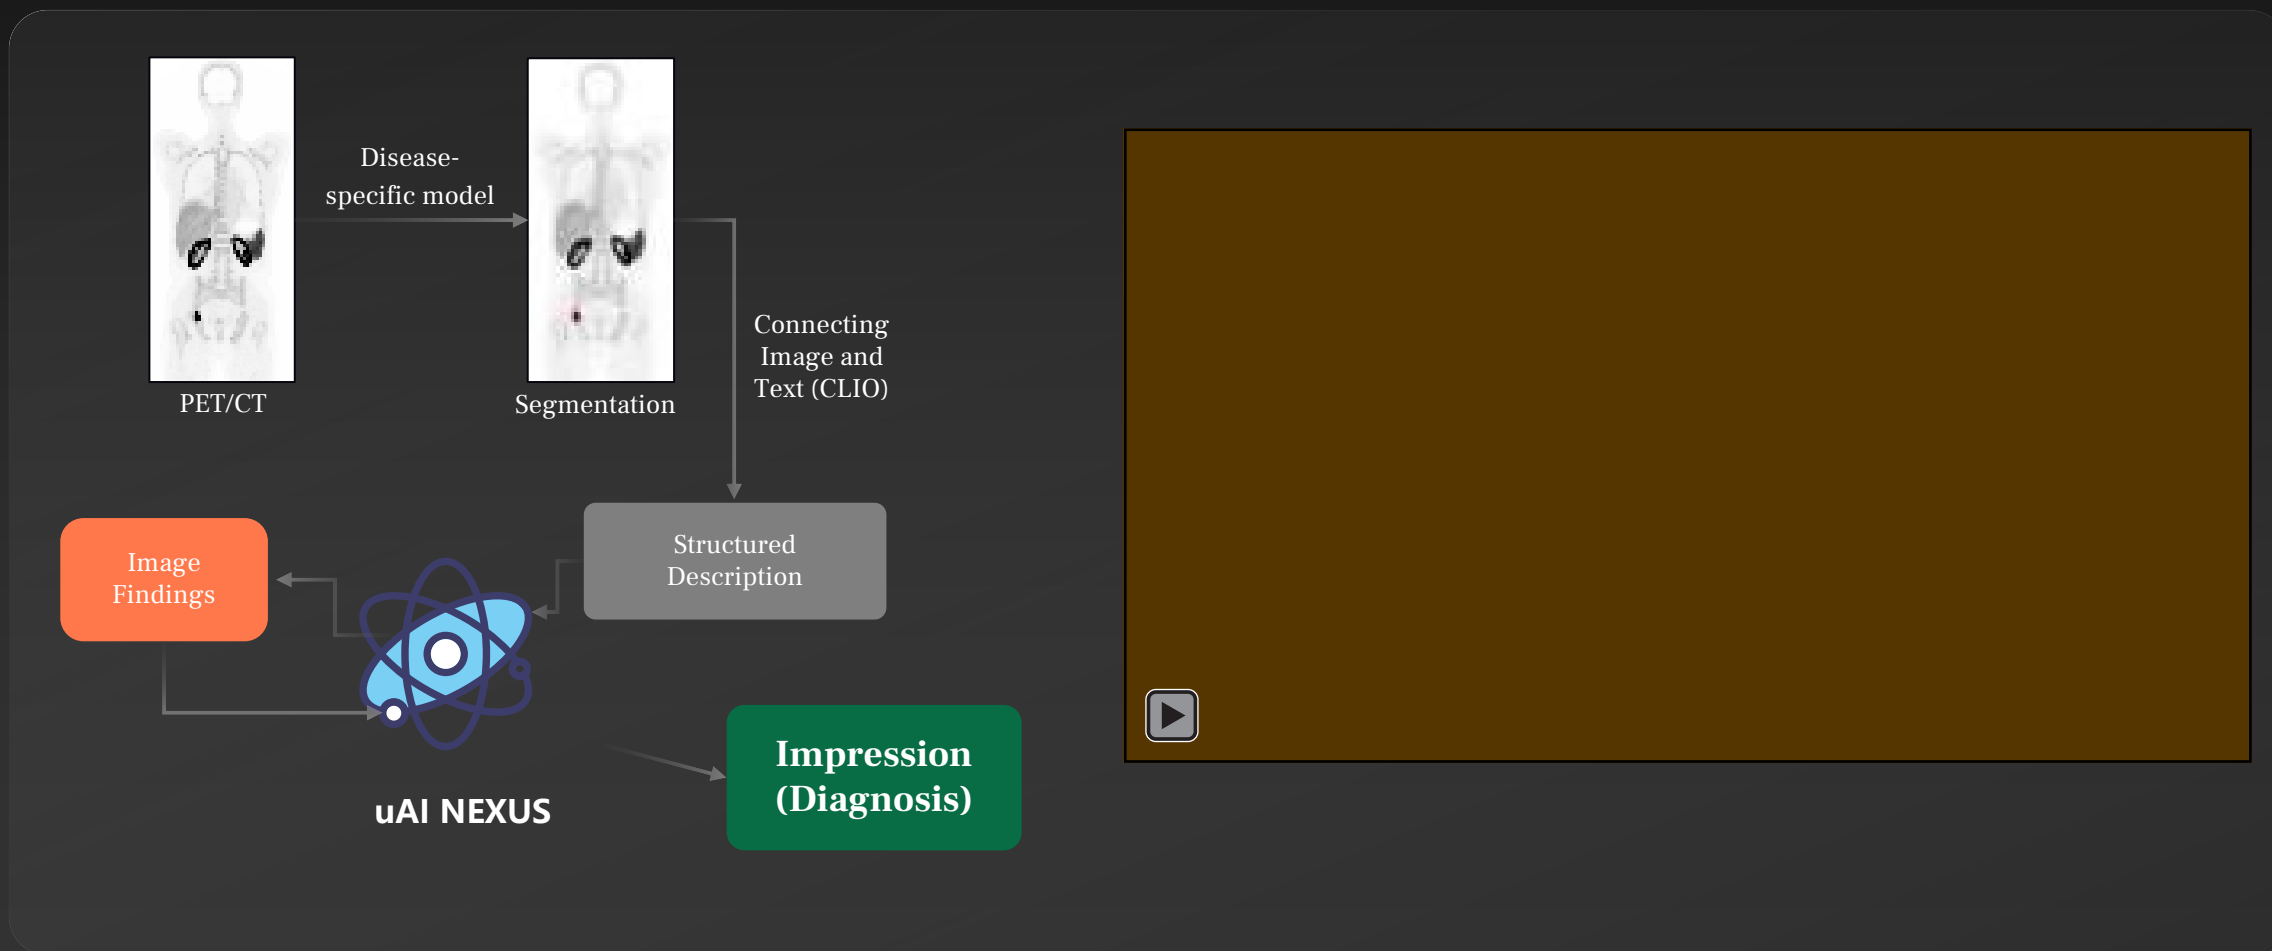 Disease-
specific model
PET/CT
Segmentation
Connecting
Image and
Text (CLIO)
Structured
Description
Image
Findings
uAI NEXUS
Impression
(Diagnosis)